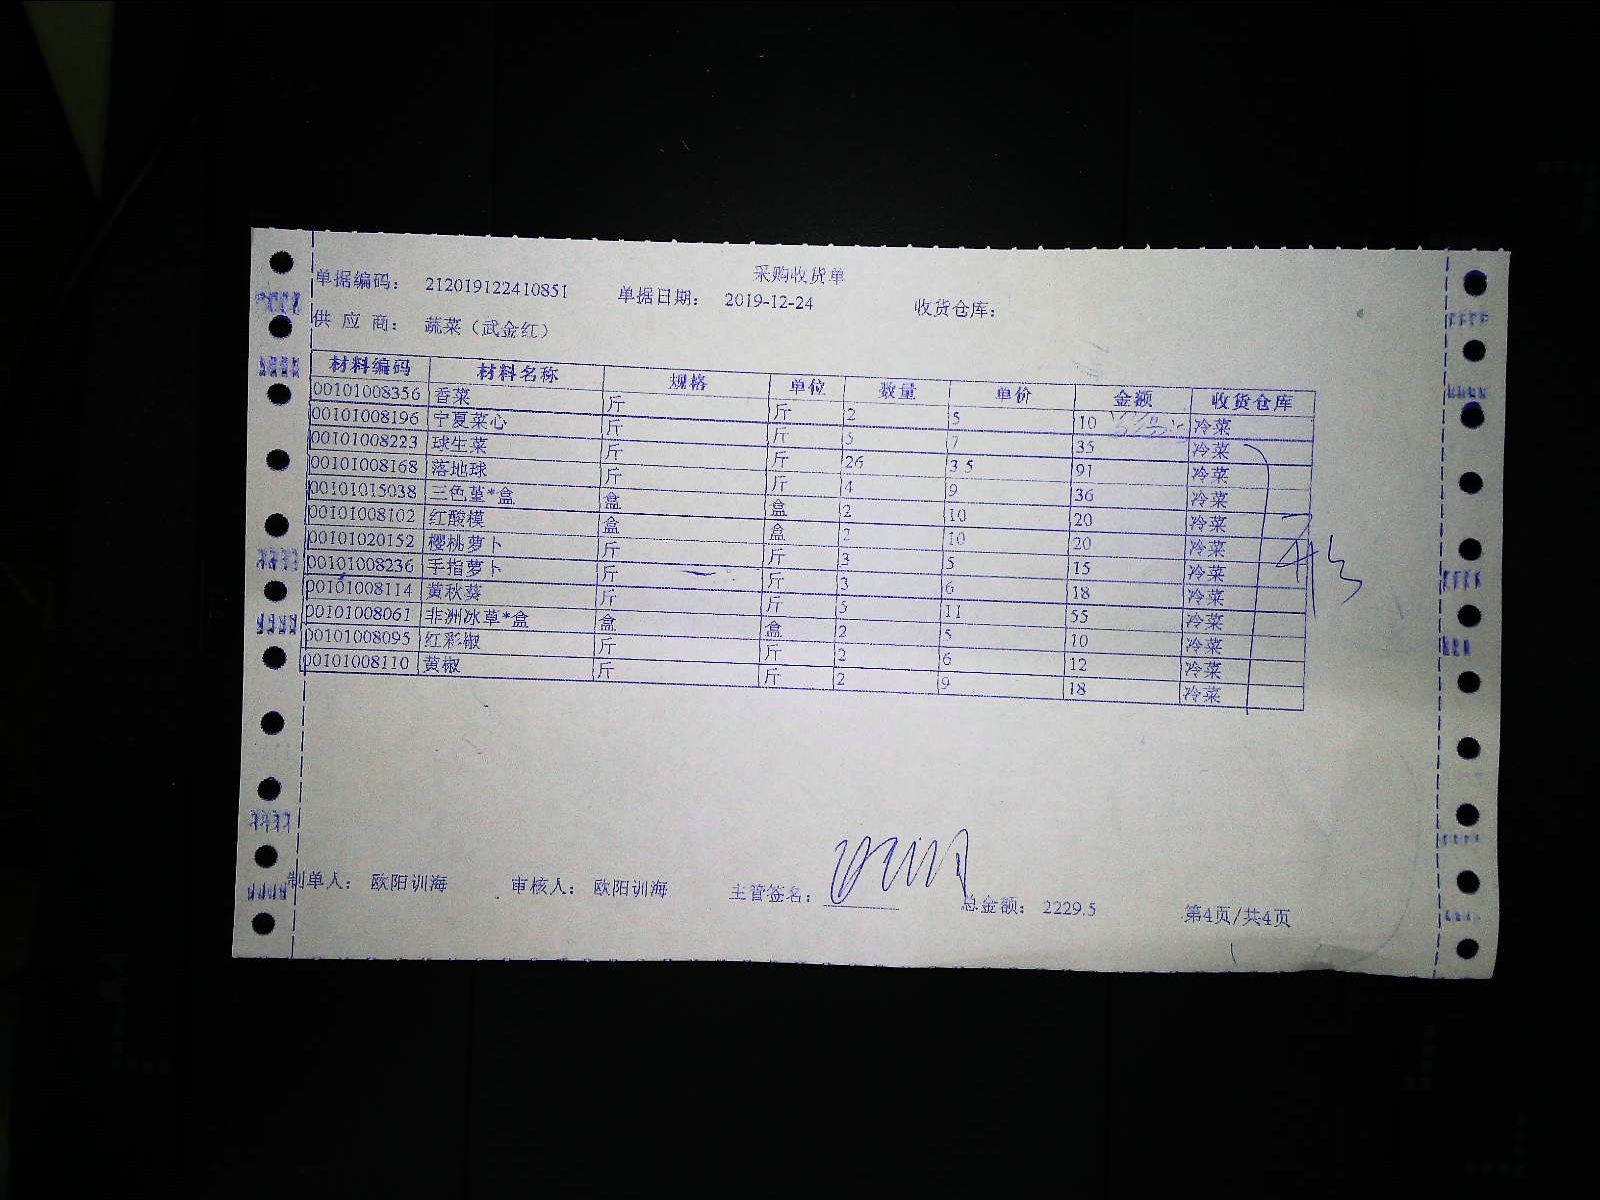 采购收货单
单据编码： 212019122410851 单据日期： 2019-12-24 收货仓库：
供 应 商： 蔬菜（武金红）
材料编码 材料名称 规格 单位 数量 单价 金额 收货仓库
00101008356 香菜 斤 斤 2 5 10 冷菜
00101008196 宁夏菜心 斤 斤 5 7 35 冷菜
00101008223 球生菜 斤 斤 26 3.5 91 冷菜
00101008168 落地球 斤 斤 4 9 36 冷菜
00101015038 三色堇*盒 盒 盒 2 10 20 冷菜
00101008102 红酸模 盒 盒 2 10 20 冷菜
00101020152 樱桃萝卜 斤 斤 3 5 15 冷菜
00101008236 手指萝卜 斤 斤 3 6 18 冷菜
00101008114 黄秋葵 斤 斤 5 11 55 冷菜
00101008061 非洲冰草*盒 盒 盒 2 5 10 冷菜
00101008095 红彩椒 斤 斤 2 6 12 冷菜
00101008110 黄椒 斤 斤 2 9 18 冷菜
制单人： 欧阳训海 审核人： 欧阳训海 主管签名： 总金额： 2229.5 第4页/共4页